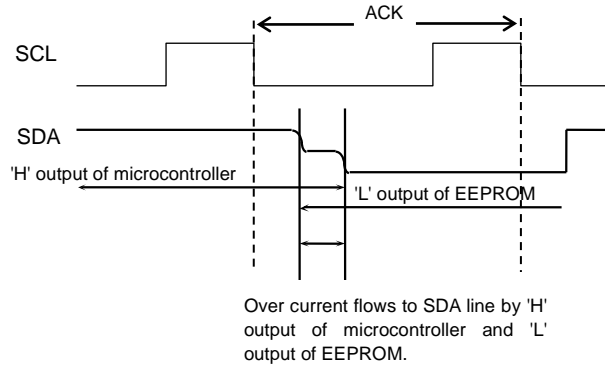 ACK
SCL
SDA
'H' output of microcontroller
'L' output of EEPROM
Over current flows to SDA line by 'H'
output of microcontroller and 'L'
output of EEPROM.